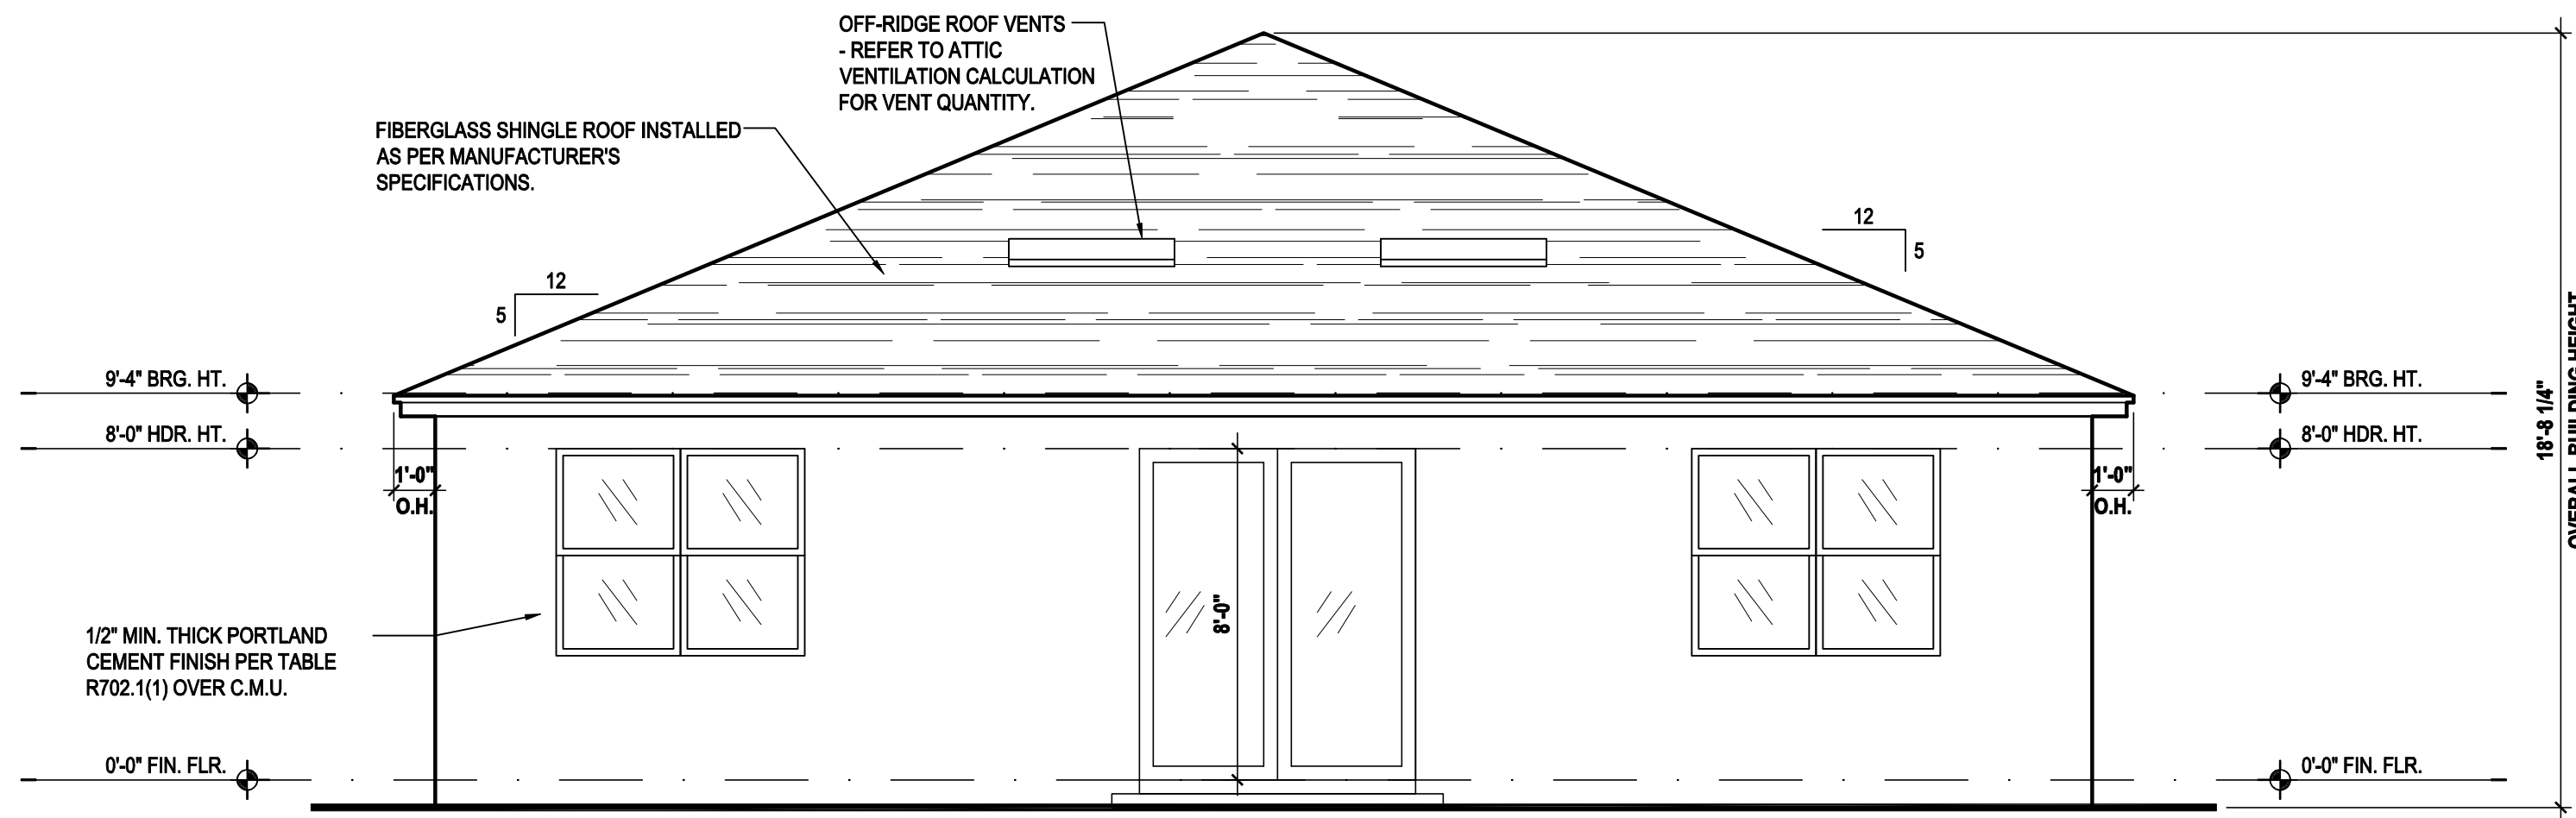 OFF-RIDGE ROOF VENTS
- REFER TO ATTIC
VENTILATION CALCULATION
FOR VENT QUANTITY.
FIBERGLASS SHINGLE ROOF INSTALLED
AS PER MANUFACTURER'S
SPECIFICATIONS.
12
5
12
5
9'-4" BRG. HT.
9'-4" BRG. HT.
8'-0" HDR. HT.
8'-0" HDR. HT.
1'-0"
O.H.
1'-0"
O.H.
18'-8 1/4"
OVERALL BUILDING HEIGHT
8'-0"
1/2" MIN. THICK PORTLAND
CEMENT FINISH PER TABLE
R702.1(1) OVER C.M.U.
0'-0" FIN. FLR.
0'-0" FIN. FLR.